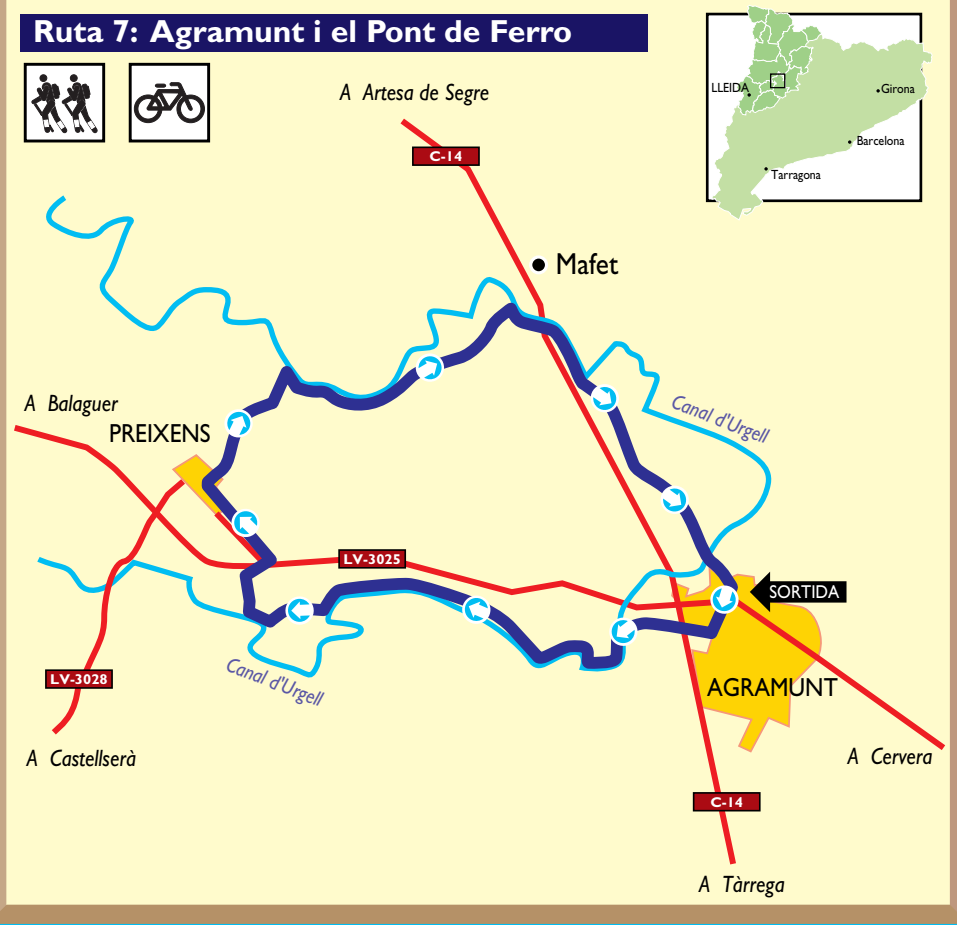 Ruta 7: Agramunt i el Pont de Ferro
A Artesa de Segre
C-14
LLEIDA
Girona
Barcelona
Tarragona
Mafet
A Balaguer
PREIXENS
Canal d'Urgell
LV-3025
SORTIDA
LV-3028
Canal d'Urgell
AGRAMUNT
A Castellserà
A Cervera
C-14
A Tàrrega